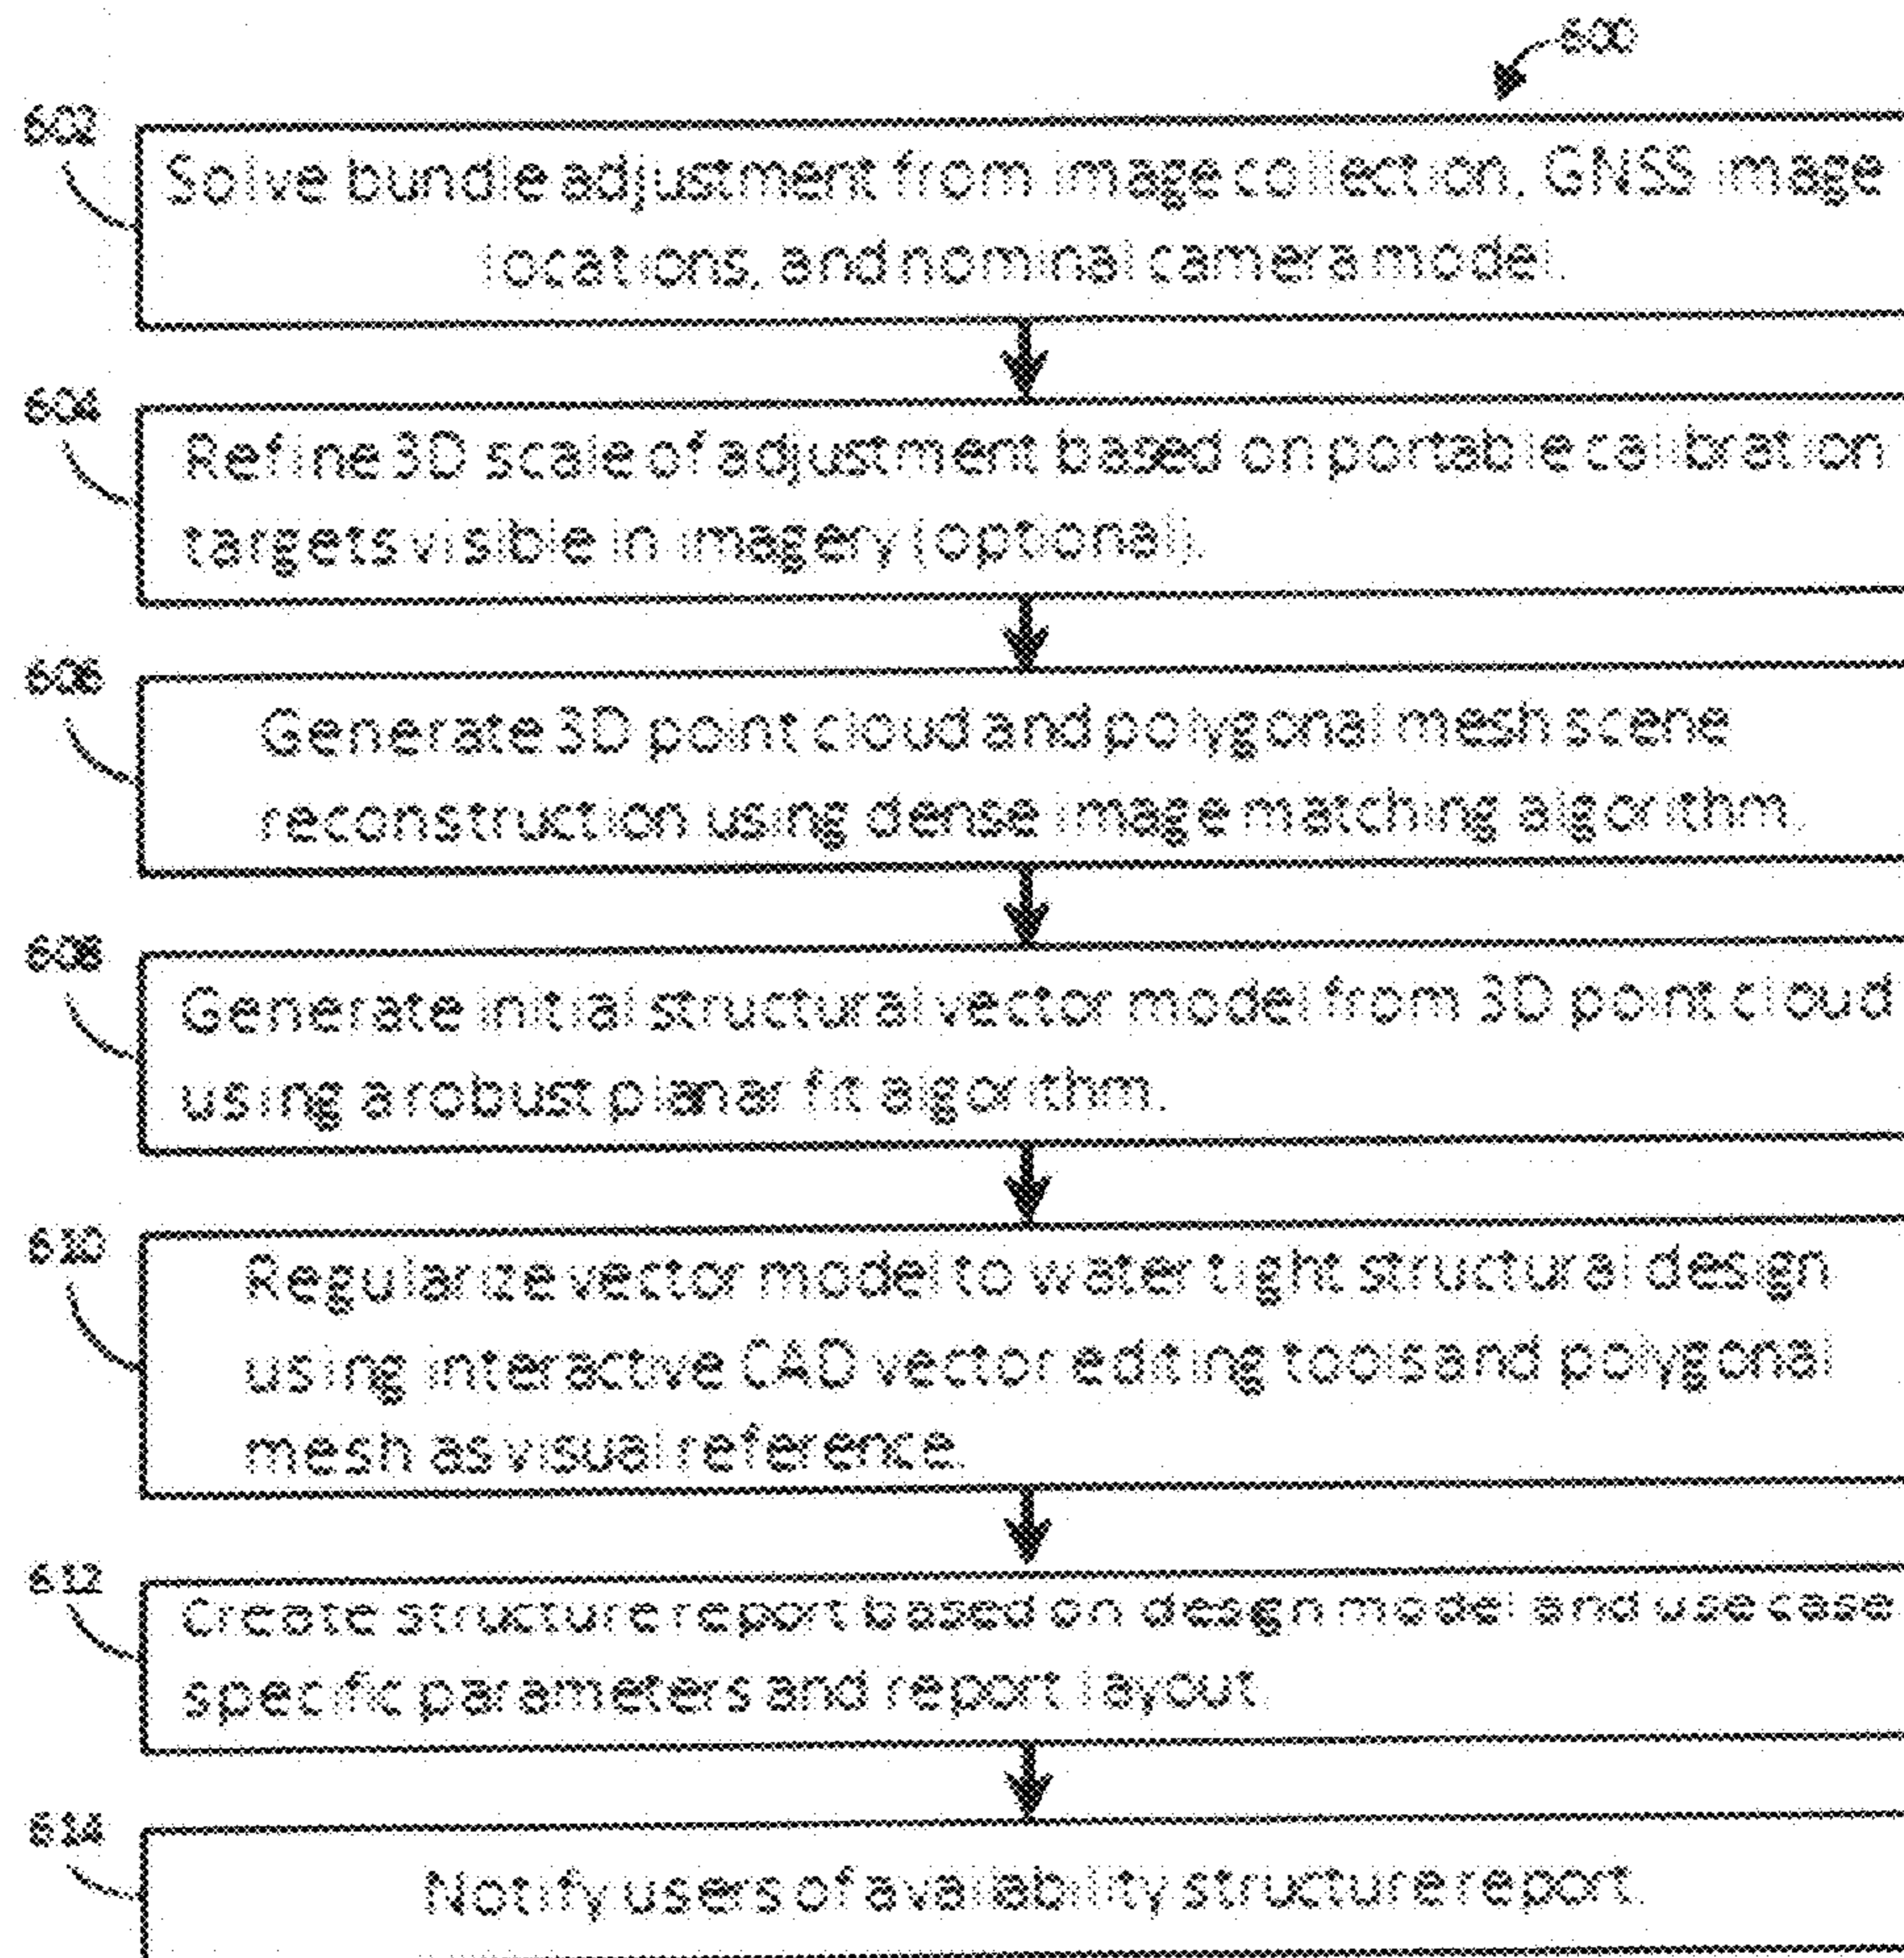 600
602
Solve bundle adjustment from image collection, GNSS image
locations, and nominal camera model.
604
Refine 3D scale of adjustment based on portable calibration
targets visible in imagery (optional).
606
Generate 3D point cloud and polygonal mesh scene
reconstruction using dense image matching algorithm.
608
Generate initial structural vector model from 3D point cloud
using a robust planar fit algorithm.
610
Regularize vector model to water tight structural design
using interactive CAD vector editing tools and polygonal
mesh as visual reference.
612
Create structure report based on design model and use case
specific parameters and report layout.
614
Notify users of availability structure report.